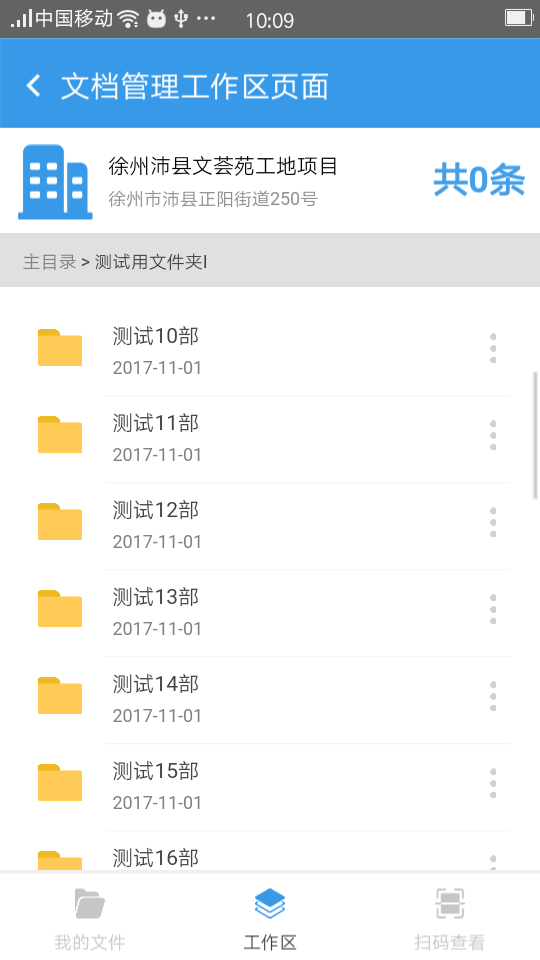 中国移动 10:09
文档管理工作区页面
徐州沛县文荟苑工地项目
徐州市沛县正阳街道250号
共0条
主目录 > 测试用文件夹I
测试10部
2017-11-01
测试11部
2017-11-01
测试12部
2017-11-01
测试13部
2017-11-01
测试14部
2017-11-01
测试15部
2017-11-01
测试16部
我的文件 工作区 扫码查看